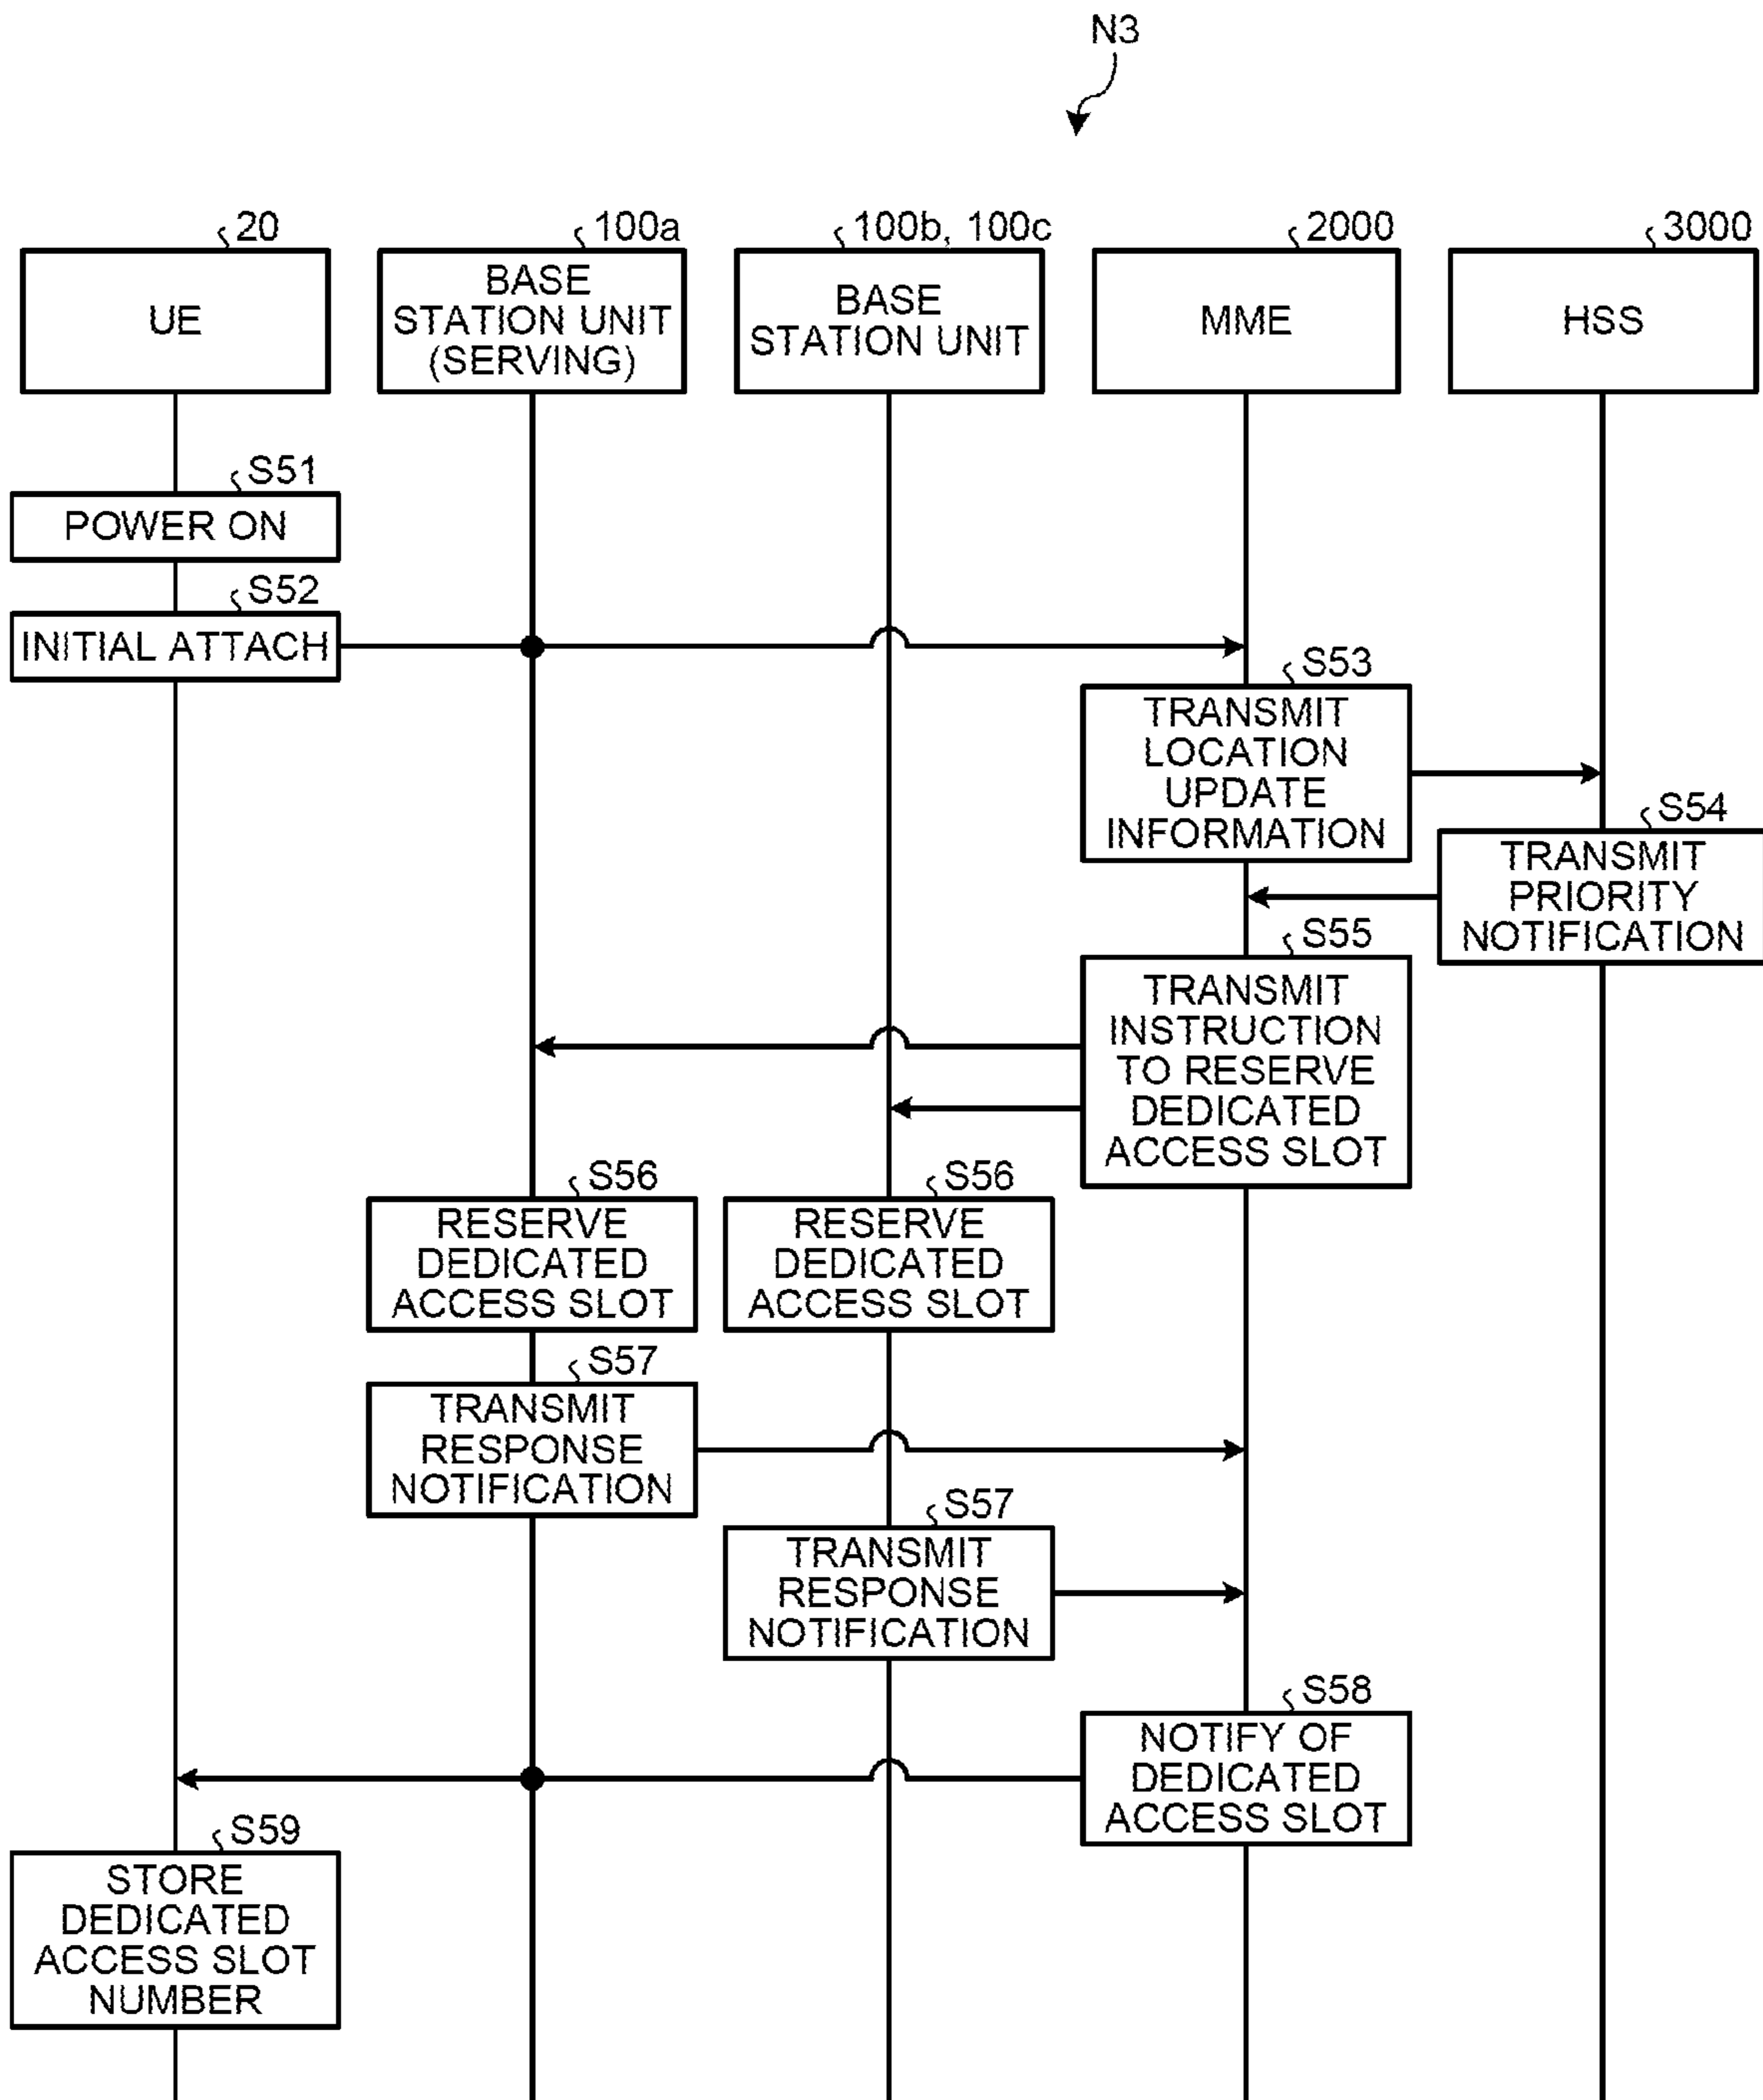 N3
20
100a
100b, 100c
2000
3000
UE
BASE
STATION UNIT
(SERVING)
BASE
STATION UNIT
MME
HSS
S51
POWER ON
S52
INITIAL ATTACH
S53
TRANSMIT
LOCATION
UPDATE
INFORMATION
S54
TRANSMIT
PRIORITY
NOTIFICATION
S55
TRANSMIT
INSTRUCTION
TO RESERVE
DEDICATED
ACCESS SLOT
S56
RESERVE
DEDICATED
ACCESS SLOT
S56
RESERVE
DEDICATED
ACCESS SLOT
S57
TRANSMIT
RESPONSE
NOTIFICATION
S57
TRANSMIT
RESPONSE
NOTIFICATION
S58
NOTIFY OF
DEDICATED
ACCESS SLOT
S59
STORE
DEDICATED
ACCESS SLOT
NUMBER